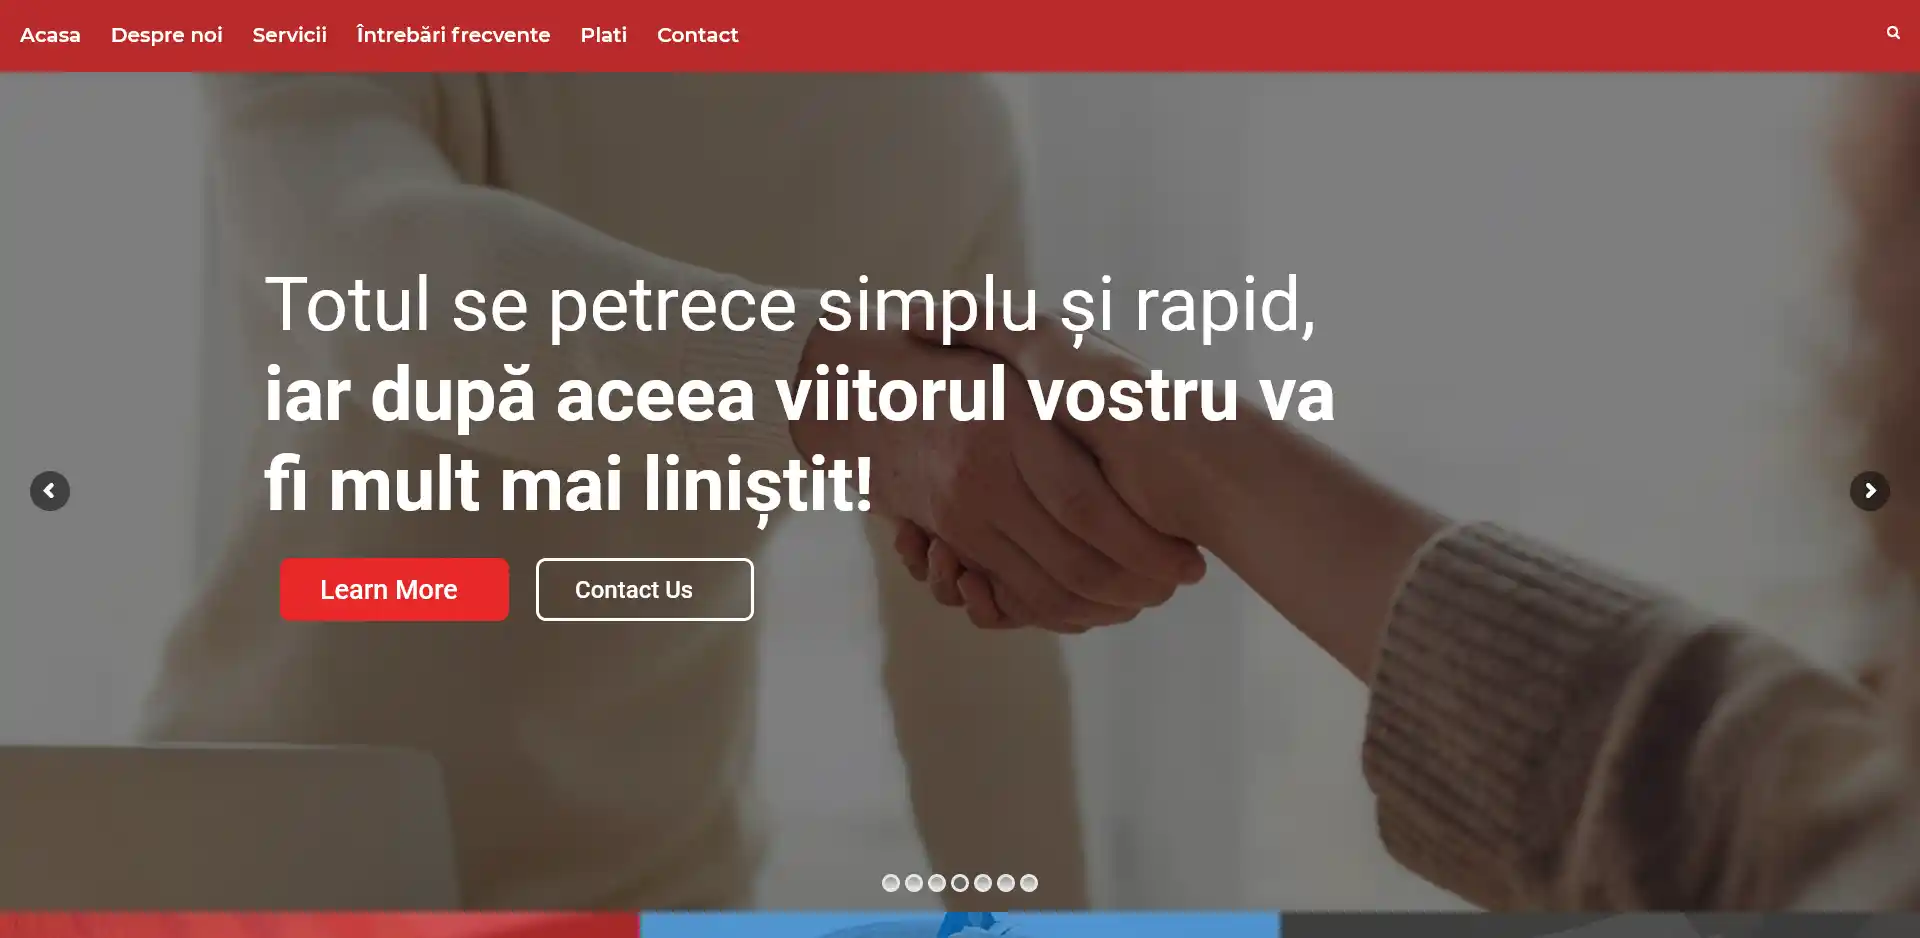 Acasa Despre noi Servicii Întrebări frecvente Plati Contact
Totul se petrece simplu și rapid,
iar după aceea viitorul vostru va
fi mult mai liniștit!
Learn More Contact Us